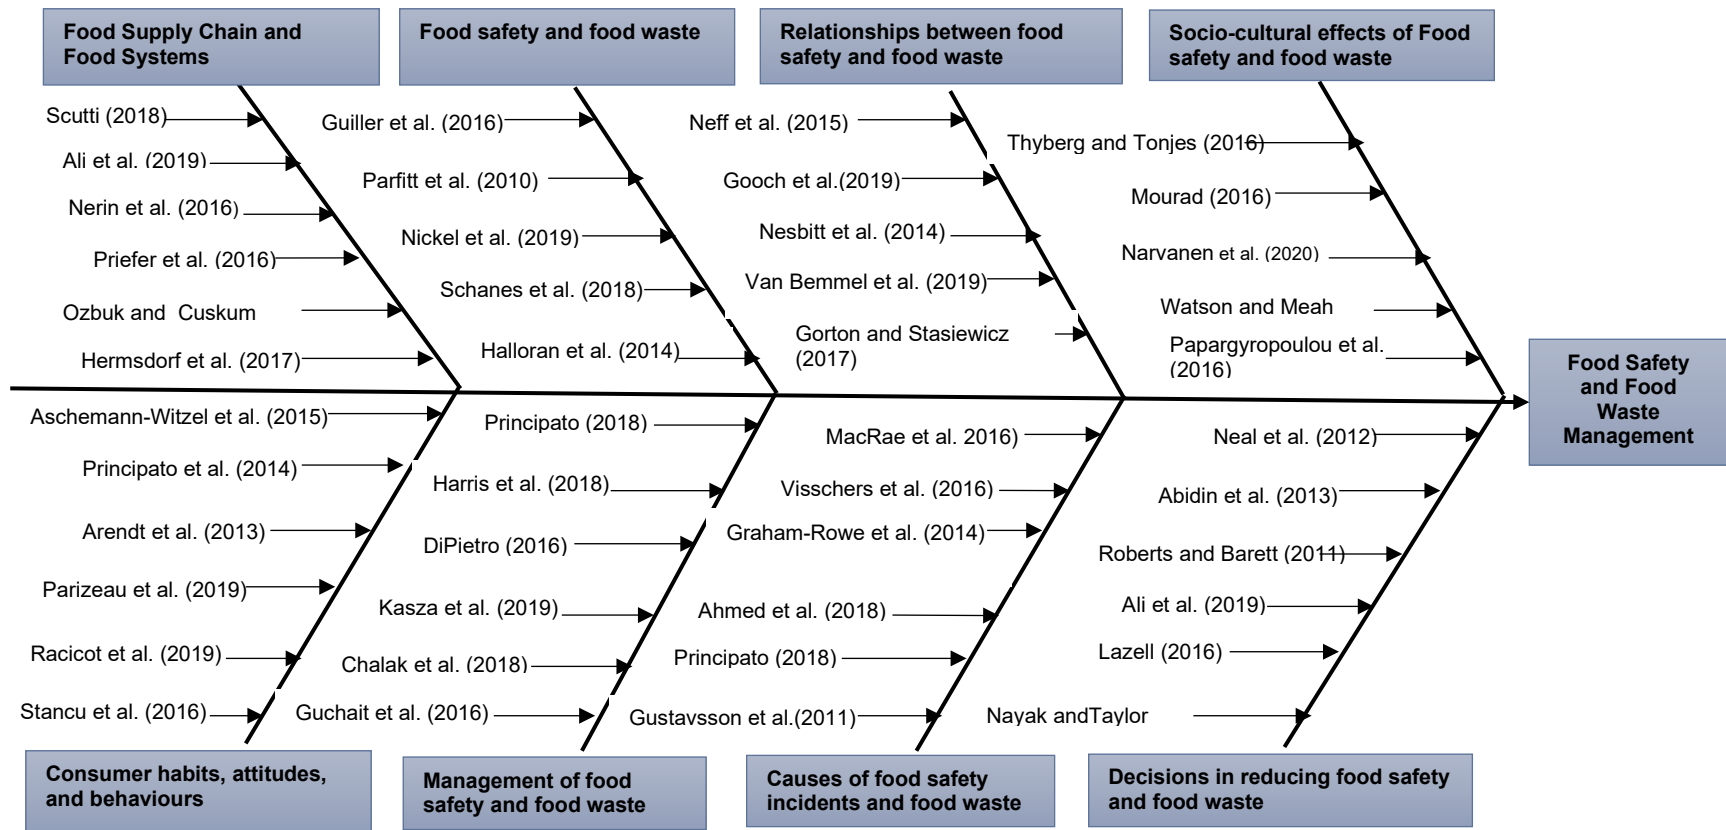 Food Supply Chain and
Food Systems
Food safety and food waste
Relationships between food
safety and food waste
Socio-cultural effects of Food
safety and food waste
Scutti (2018)
Ali et al. (2019)
Nerin et al. (2016)
Priefer et al. (2016)
Ozbuk and Cuskum
Hermsdorf et al. (2017)
Guiller et al. (2016)
Parfitt et al. (2010)
Nickel et al. (2019)
Schanes et al. (2018)
Halloran et al. (2014)
Neff et al. (2015)
Gooch et al.(2019)
Nesbitt et al. (2014)
Van Bemmel et al. (2019)
Gorton and Stasiewicz
(2017)
Thyberg and Tonjes (2016)
Mourad (2016)
Narvanen et al. (2020)
Watson and Meah
Papargyropoulou et al.
(2016)
Food Safety
and Food
Waste
Management
Aschemann-Witzel et al. (2015)
Principato et al. (2014)
Arendt et al. (2013)
Parizeau et al. (2019)
Racicot et al. (2019)
Stancu et al. (2016)
Principato (2018)
Harris et al. (2018)
DiPietro (2016)
Kasza et al. (2019)
Chalak et al. (2018)
Guchait et al. (2016)
MacRae et al. 2016)
Visschers et al. (2016)
Graham-Rowe et al. (2014)
Ahmed et al. (2018)
Principato (2018)
Gustavsson et al.(2011)
Neal et al. (2012)
Abidin et al. (2013)
Roberts and Barett (2011)
Ali et al. (2019)
Lazell (2016)
Nayak andTaylor
Consumer habits, attitudes,
and behaviours
Management of food
safety and food waste
Causes of food safety
incidents and food waste
Decisions in reducing food safety
and food waste